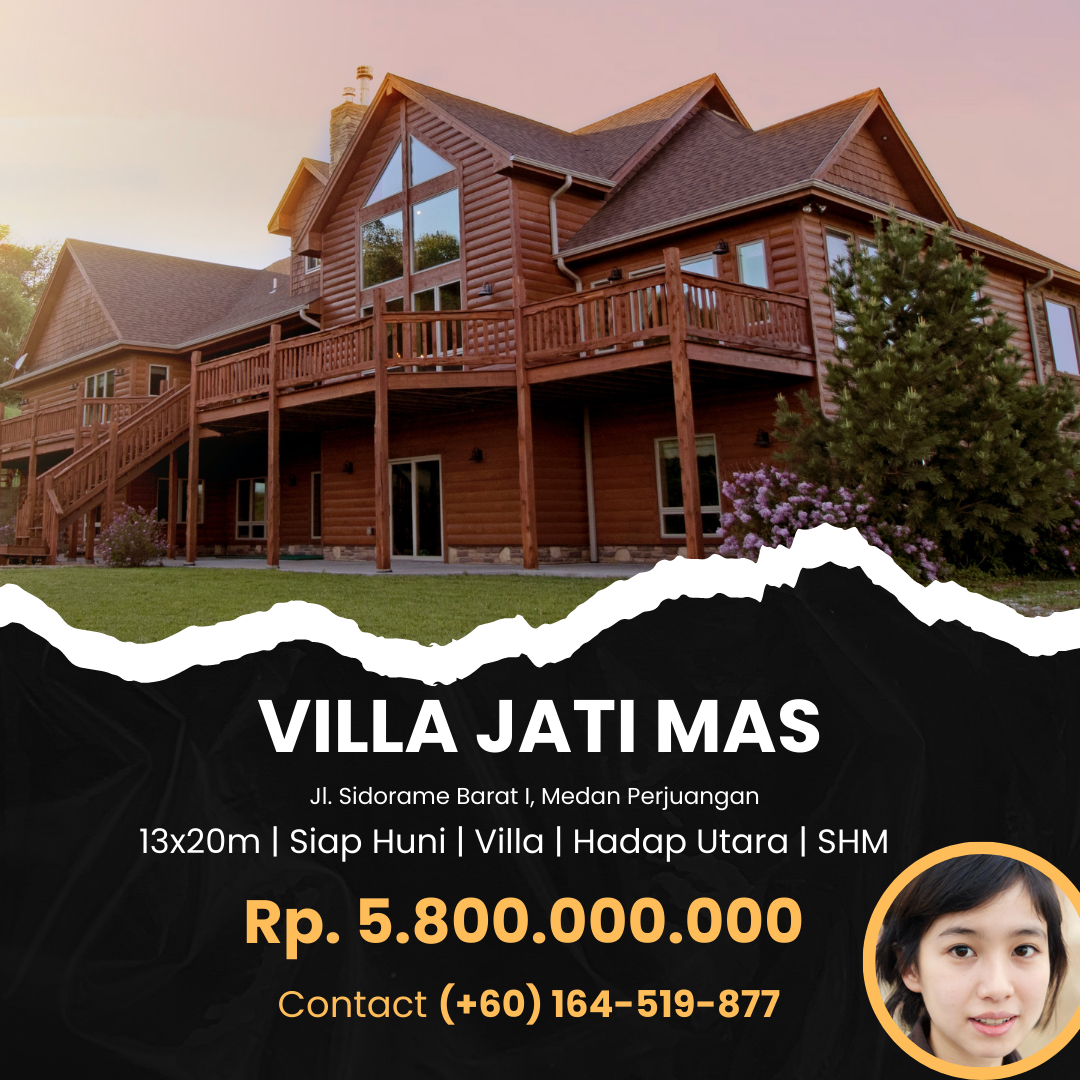 VILLA JATI MAS
Jl. Sidorame Barat I, Medan Perjuangan
13x20m | Siap Huni | Villa | Hadap Utara | SHM
Rp. 5.800.000.000
Contact (+60) 164-519-877